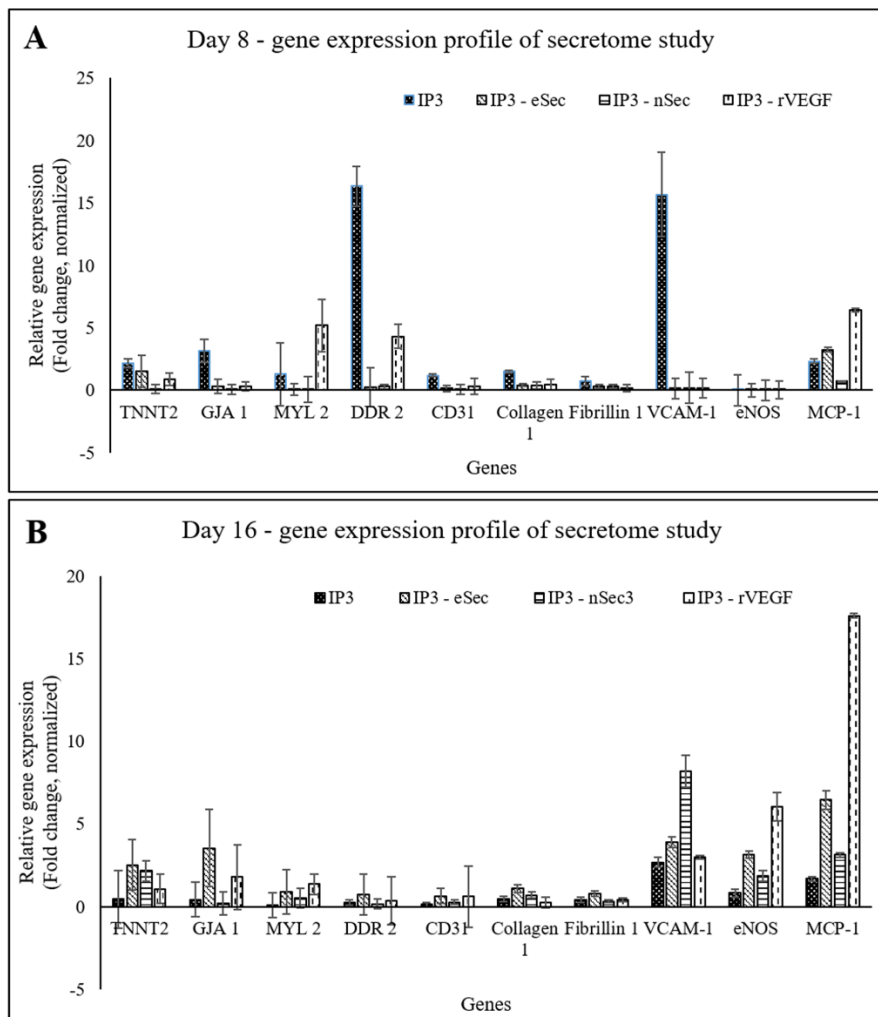 A
Day 8 - gene expression profile of secretome study
25
20
15
10
5
0
-5
Relative gene expression
(Fold change, normalized)
IP3
IP3 - eSec
IP3 - nSec
IP3 - rVEGF
TNNT2
GJA 1
MYL 2
DDR 2
CD31
Collagen
1
Fibrillin 1
VCAM-1
eNOS
MCP-1
Genes
B
Day 16 - gene expression profile of secretome study
20
15
10
5
0
-5
Relative gene expression
(Fold change, normalized)
IP3
IP3 - eSec
IP3 - nSec3
IP3 - rVEGF
TNNT2
GJA 1
MYL 2
DDR 2
CD31
Collagen
1
Fibrillin 1
VCAM-1
eNOS
MCP-1
Genes